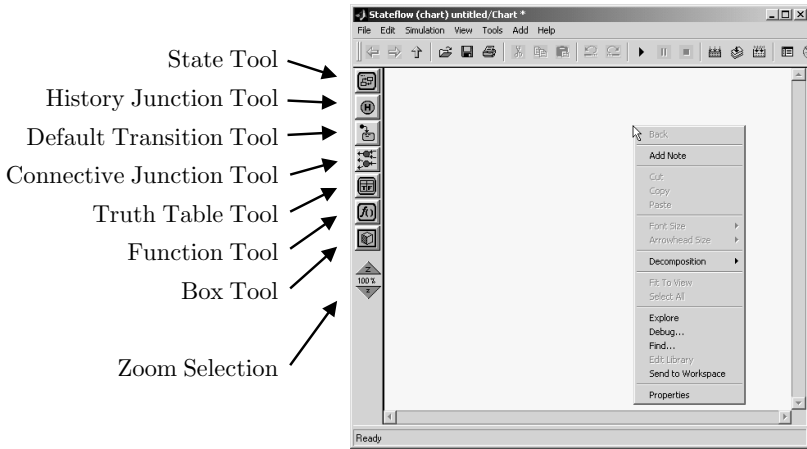 Stateflow (chart) untitled/Chart *
File Edit Simulation View Tools Add Help
State Tool
History Junction Tool
Default Transition Tool
Connective Junction Tool
Truth Table Tool
Function Tool
Box Tool
Zoom Selection
H
T F
f()
Z
100 %
Z
Back
Add Note
Cut
Copy
Paste
Font Size
Arrowhead Size
Decomposition
Fit To View
Select All
Explore
Debug...
Find...
Edit Library
Send to Workspace
Properties
Ready